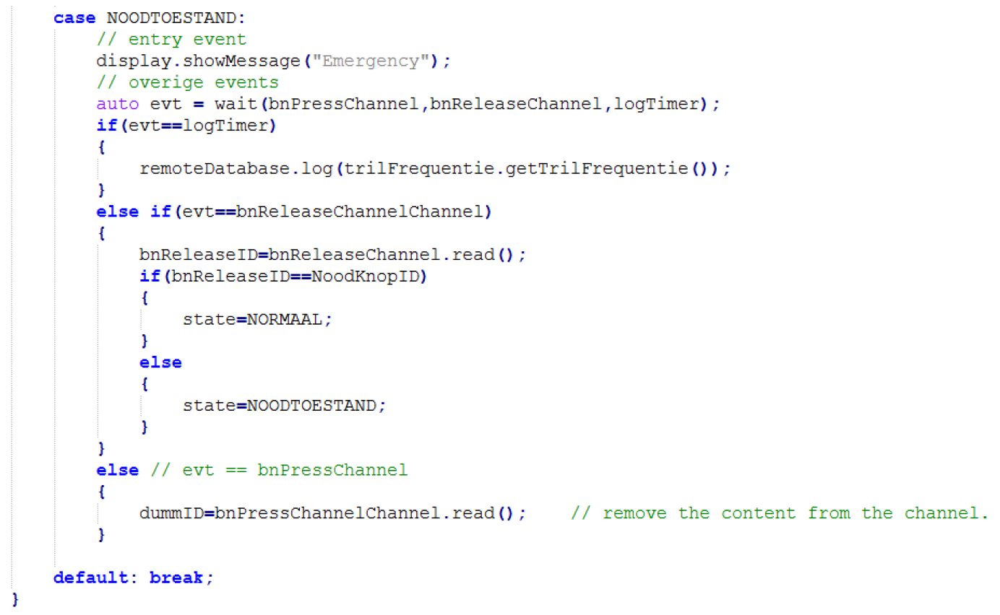 case NOODTOESTAND:
// entry event
display.showMessage("Emergency");
// overige events
auto evt = wait(bnPressChannel,bnReleaseChannel,logTimer);
if(evt==logTimer)
{
remoteDatabase.log(trilFrequentie.getTrilFrequentie());
}
else if(evt==bnReleaseChannelChannel)
{
bnReleaseID=bnReleaseChannel.read();
if(bnReleaseID==NoodKnopID)
{
state=NORMAAL;
}
else
{
state=NOODTOESTAND;
}
}
else // evt == bnPressChannel
{
dummID=bnPressChannelChannel.read();    // remove the content from the channel.
}
default: break;
}